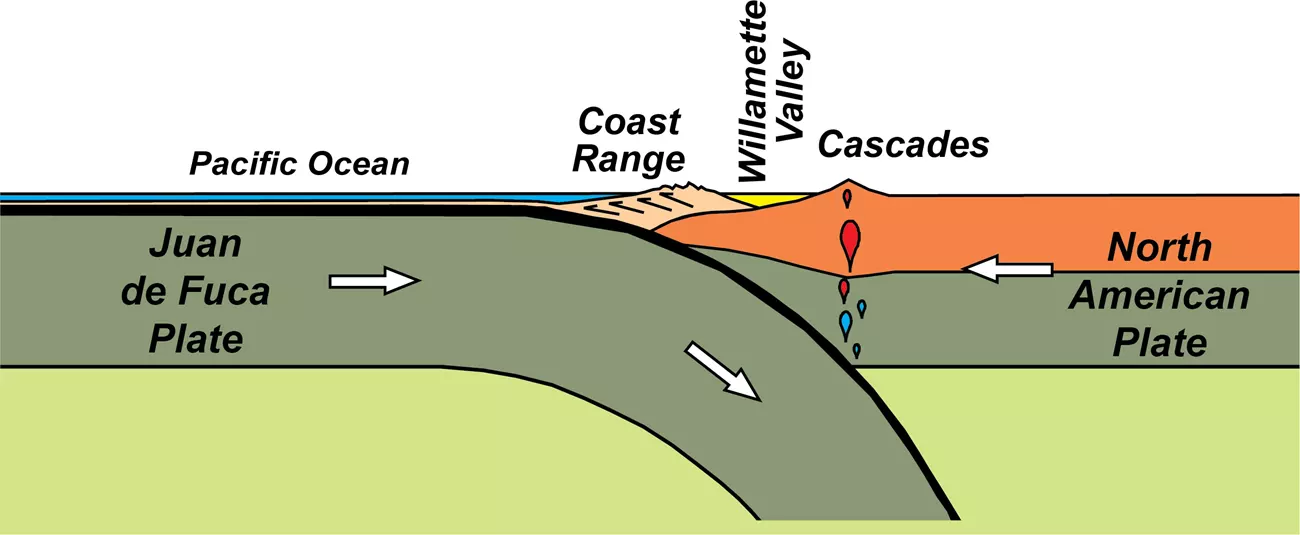 Pacific Ocean
Coast
Range
Willamette
Valley
Cascades
Juan
de Fuca
Plate
North
American
Plate